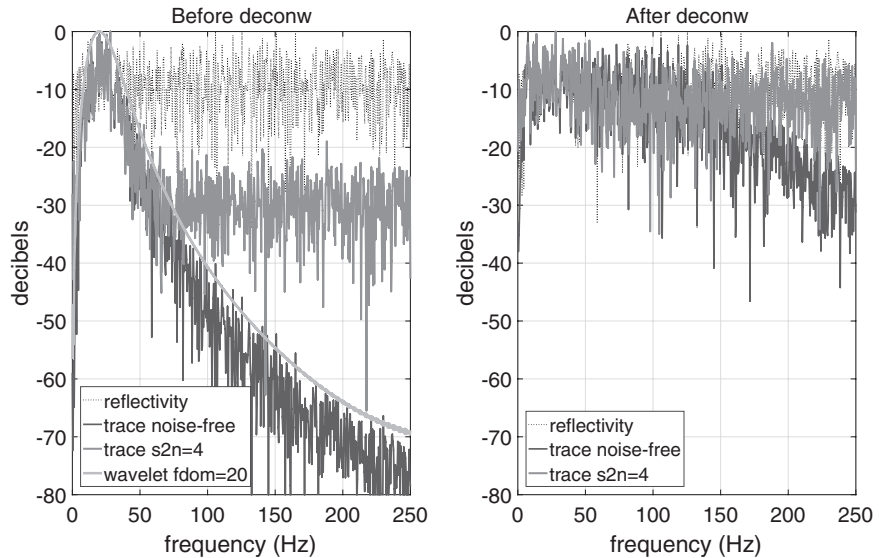 Before deconw
0
-10
-20
-30
-40
-50
-60
-70
-80
decibels
reflectivity
trace noise-free
trace s2n=4
wavelet fdom=20
0 50 100 150 200 250
frequency (Hz)
After deconw
0
-10
-20
-30
-40
-50
-60
-70
-80
decibels
reflectivity
trace noise-free
trace s2n=4
0 50 100 150 200 250
frequency (Hz)